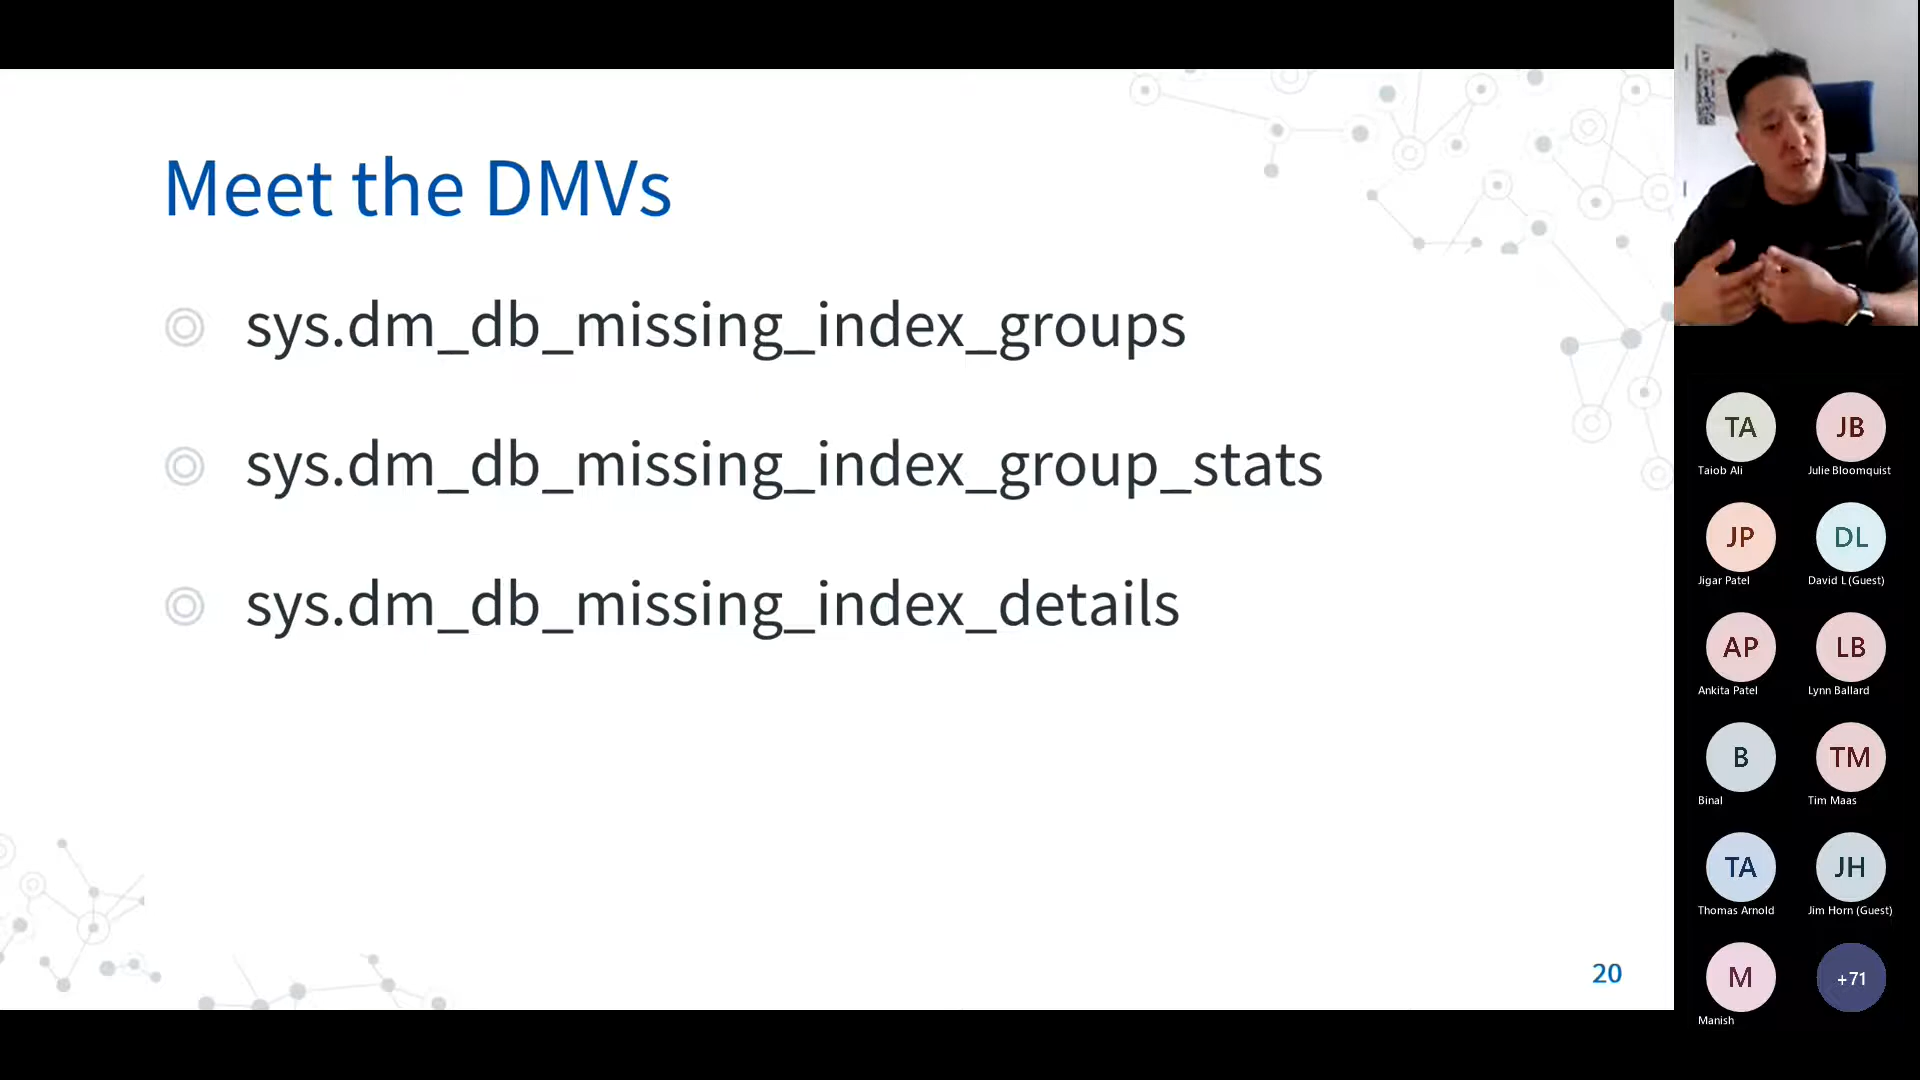 Meet the DMVs
sys.dm_db_missing_index_groups
sys.dm_db_missing_index_group_stats
sys.dm_db_missing_index_details
20
TA
Taiob Ali
JB
Julie Bloomquist
JP
Jigar Patel
DL
David L (Guest)
AP
Ankita Patel
LB
Lynn Ballard
B
Binal
TM
Tim Maas
TA
Thomas Arnold
JH
Jim Horn (Guest)
M
Manish
+71